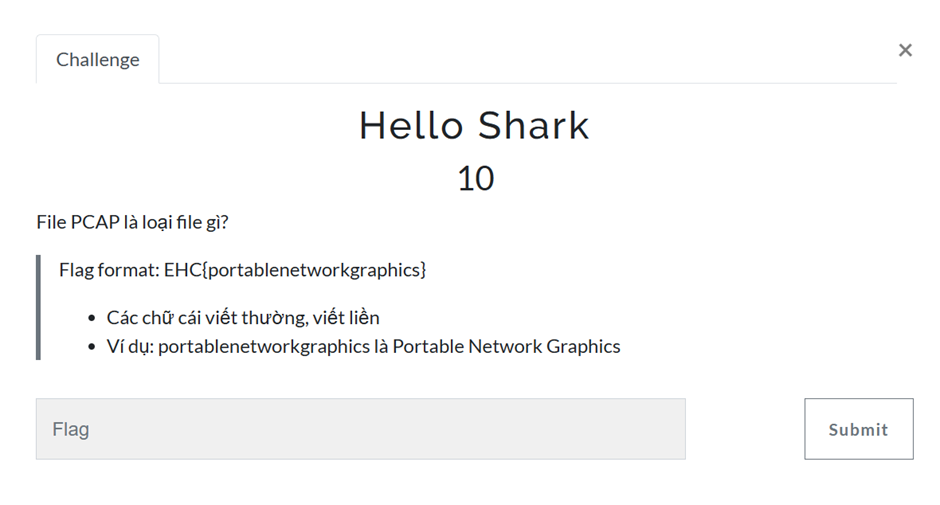 Challenge
×
Hello Shark
10
File PCAP là loại file gì?
Flag format: EHC{portablenetworkgraphics}
• Các chữ cái viết thường, viết liền
• Ví dụ: portablenetworkgraphics là Portable Network Graphics
Flag
Submit